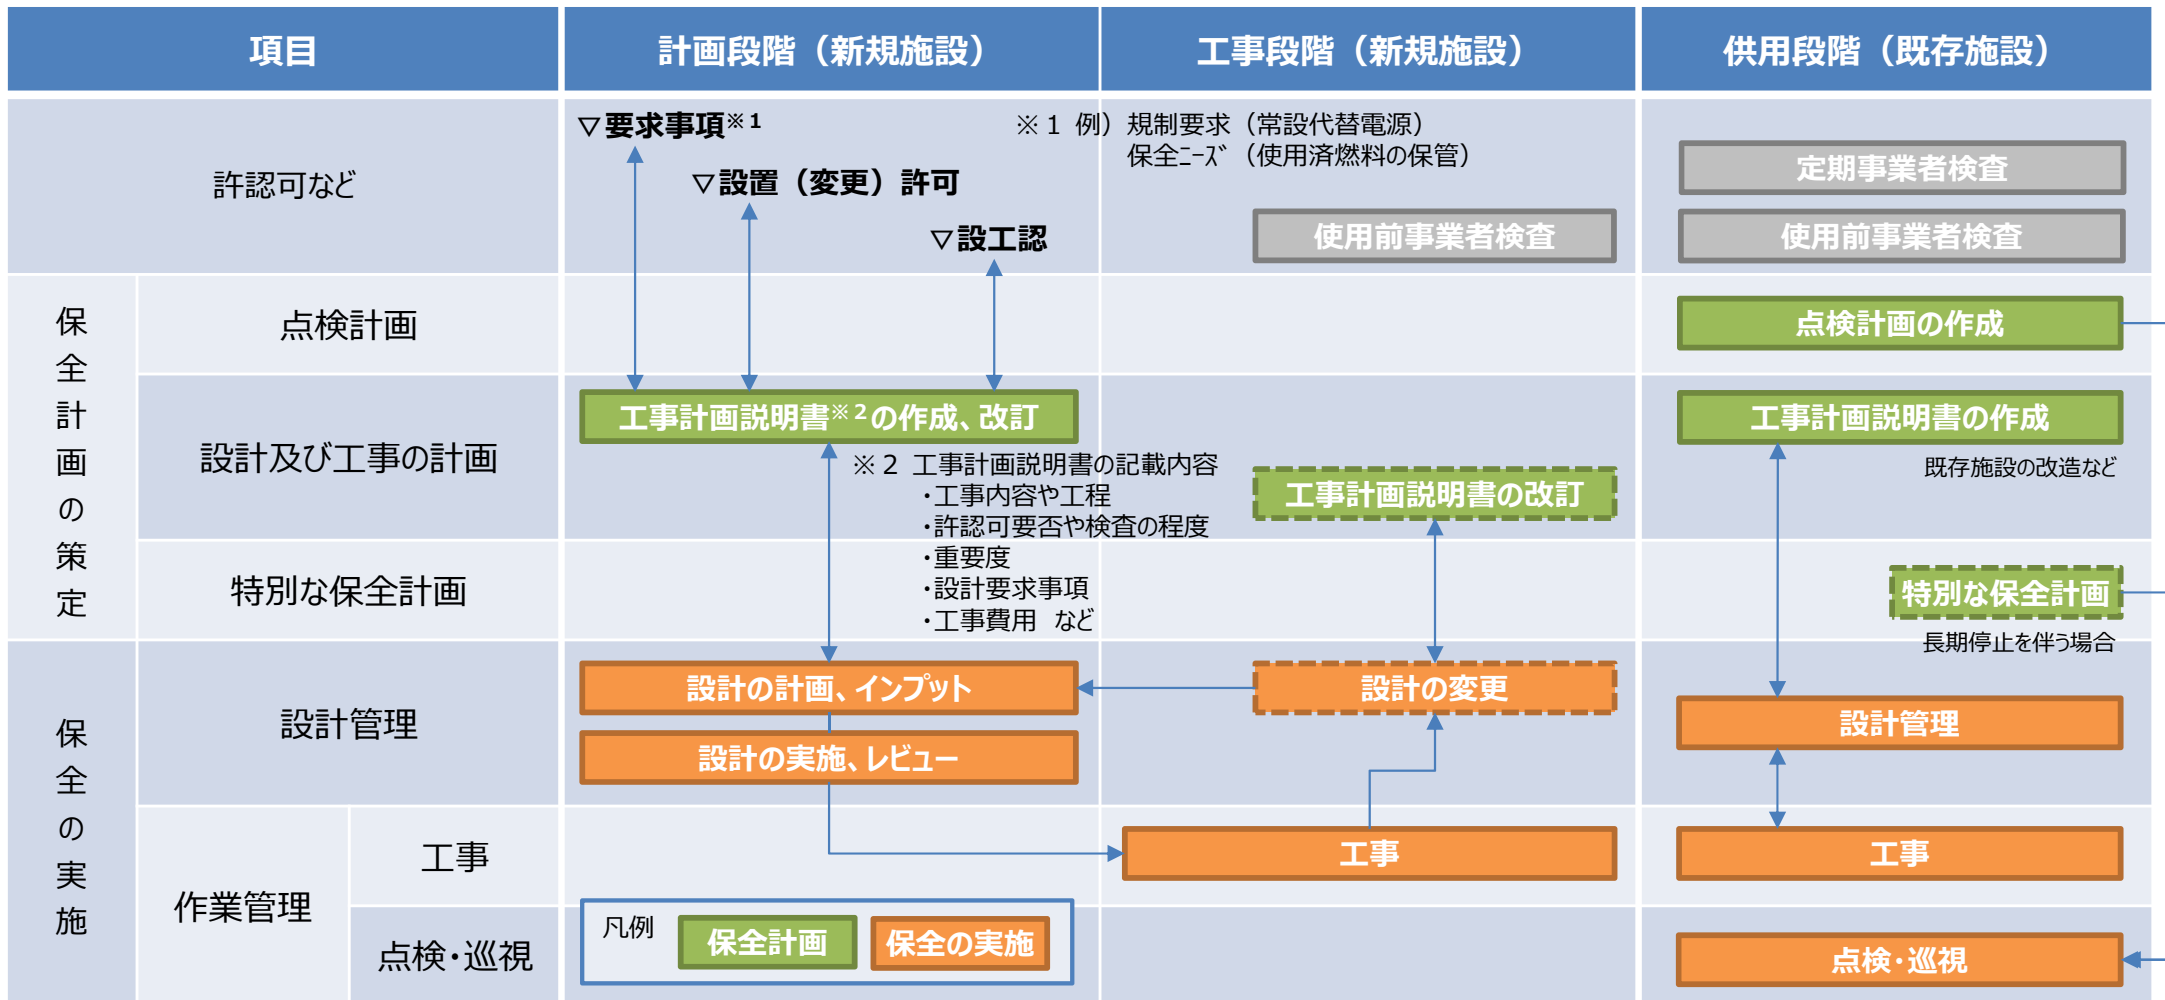 項目
計画段階（新規施設）
工事段階（新規施設）
供用段階（既存施設）
許認可など
▽要求事項※1
▽設置（変更）許可
▽設工認
※1 例）規制要求（常設代替電源）
保全ﾆｰｽﾞ（使用済燃料の保管）
使用前事業者検査
定期事業者検査
使用前事業者検査
保全計画の策定
点検計画
点検計画の作成
設計及び工事の計画
工事計画説明書※2の作成、改訂
※2 工事計画説明書の記載内容
・工事内容や工程
・許認可要否や検査の程度
・重要度
・設計要求事項
・工事費用 など
工事計画説明書の改訂
工事計画説明書の作成
既存施設の改造など
特別な保全計画
特別な保全計画
長期停止を伴う場合
保全の実施
設計管理
設計の計画、インプット
設計の実施、レビュー
設計の変更
設計管理
作業管理
工事
工事
工事
点検・巡視
凡例
保全計画
保全の実施
点検・巡視